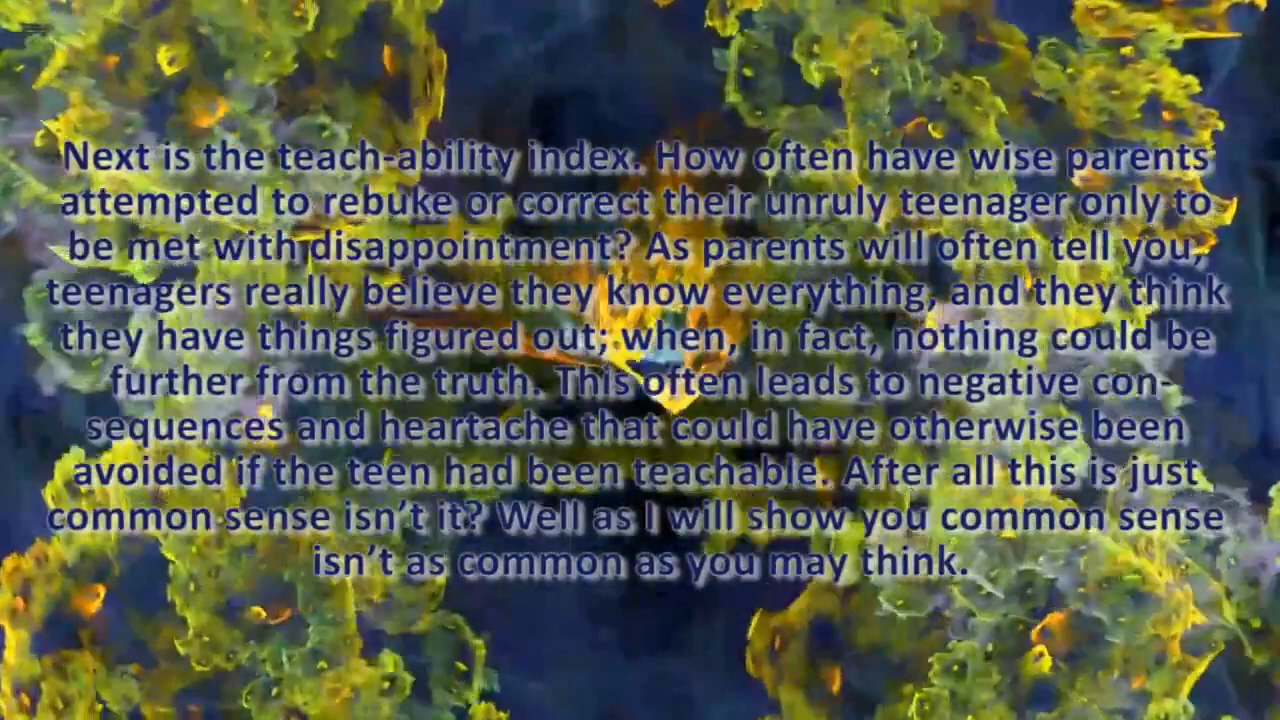 Next is the teach-ability index. How often have wise parents
attempted to rebuke or correct their unruly teenager only to
be met with disappointment? As parents will often tell you,
teenagers really believe they know everything, and they think
they have things figured out; when, in fact, nothing could be
further from the truth. This often leads to negative con-
sequences and heartache that could have otherwise been
avoided if the teen had been teachable. After all this is just
common sense isn’t it? Well as I will show you common sense
isn’t as common as you may think.